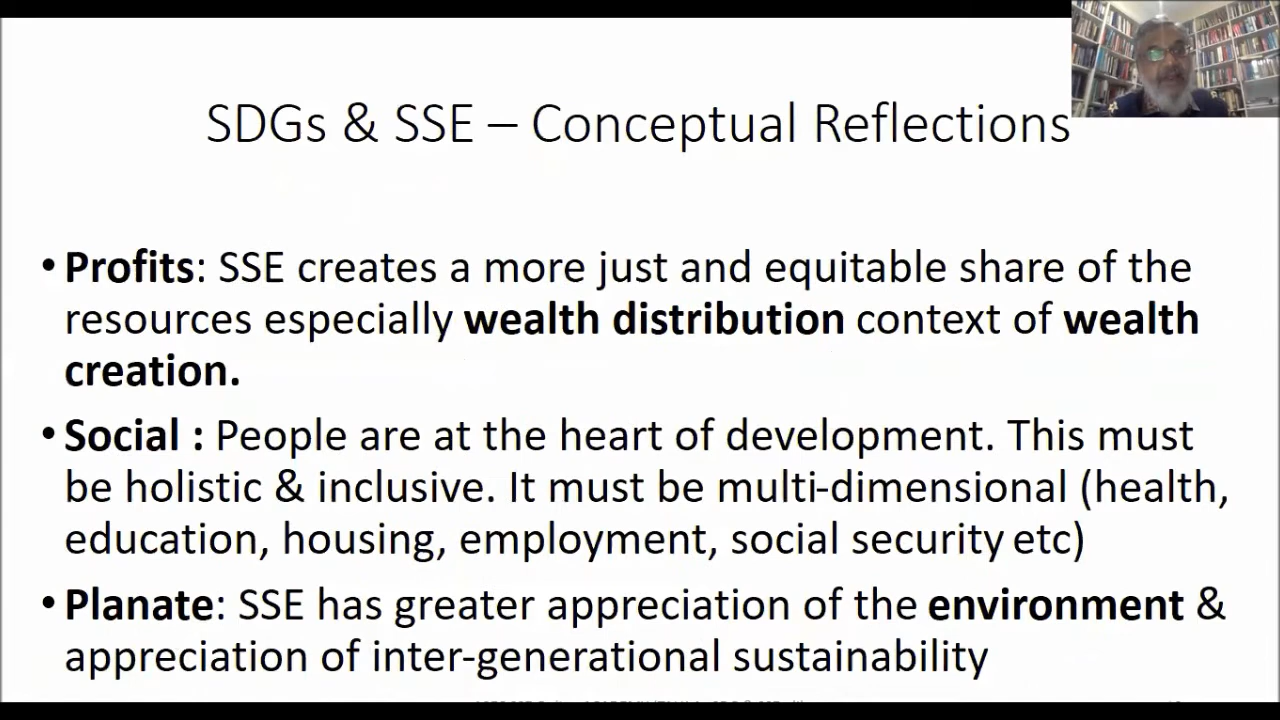 SDGs & SSE – Conceptual Reflections
• Profits: SSE creates a more just and equitable share of the
resources especially wealth distribution context of wealth
creation.
• Social : People are at the heart of development. This must
be holistic & inclusive. It must be multi-dimensional (health,
education, housing, employment, social security etc)
• Planate: SSE has greater appreciation of the environment &
appreciation of inter-generational sustainability